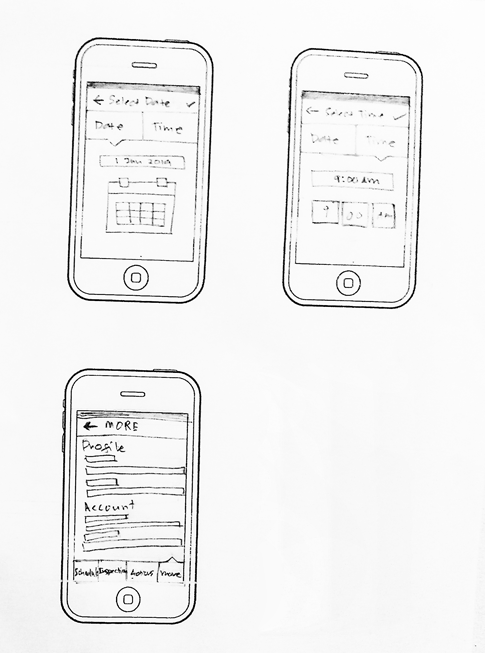 ← Select Date ✓
Date Time
1 Jan 2019
← Select Time ✓
Date Time
9:00 AM
9 00 AM
← MORE
Profile
Account
Schedule Inspection Actions more